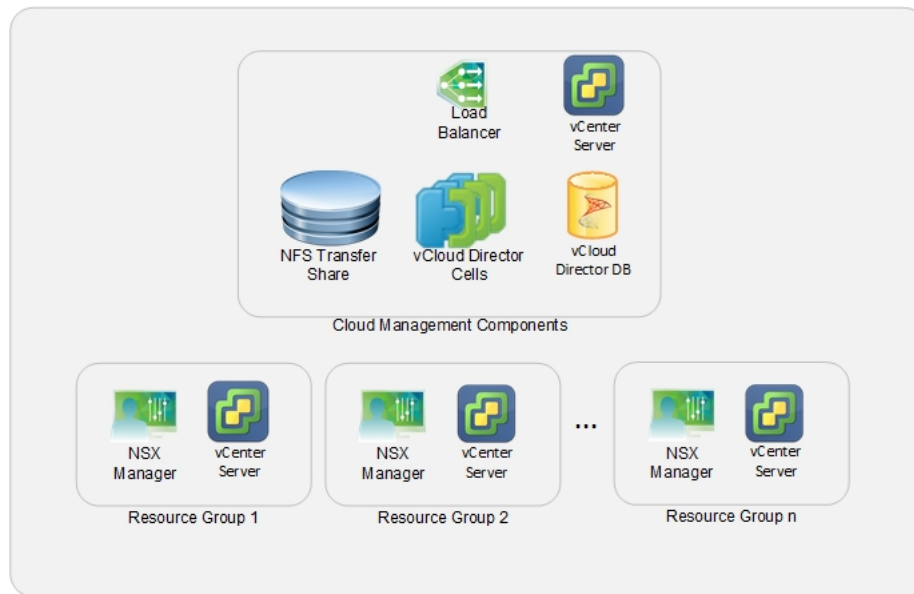 Load
Balancer
vCenter
Server
NFS Transfer
Share
vCloud Director
Cells
vCloud
Director DB
Cloud Management Components
NSX
Manager
vCenter
Server
NSX
Manager
vCenter
Server
...
NSX
Manager
vCenter
Server
Resource Group 1
Resource Group 2
Resource Group n